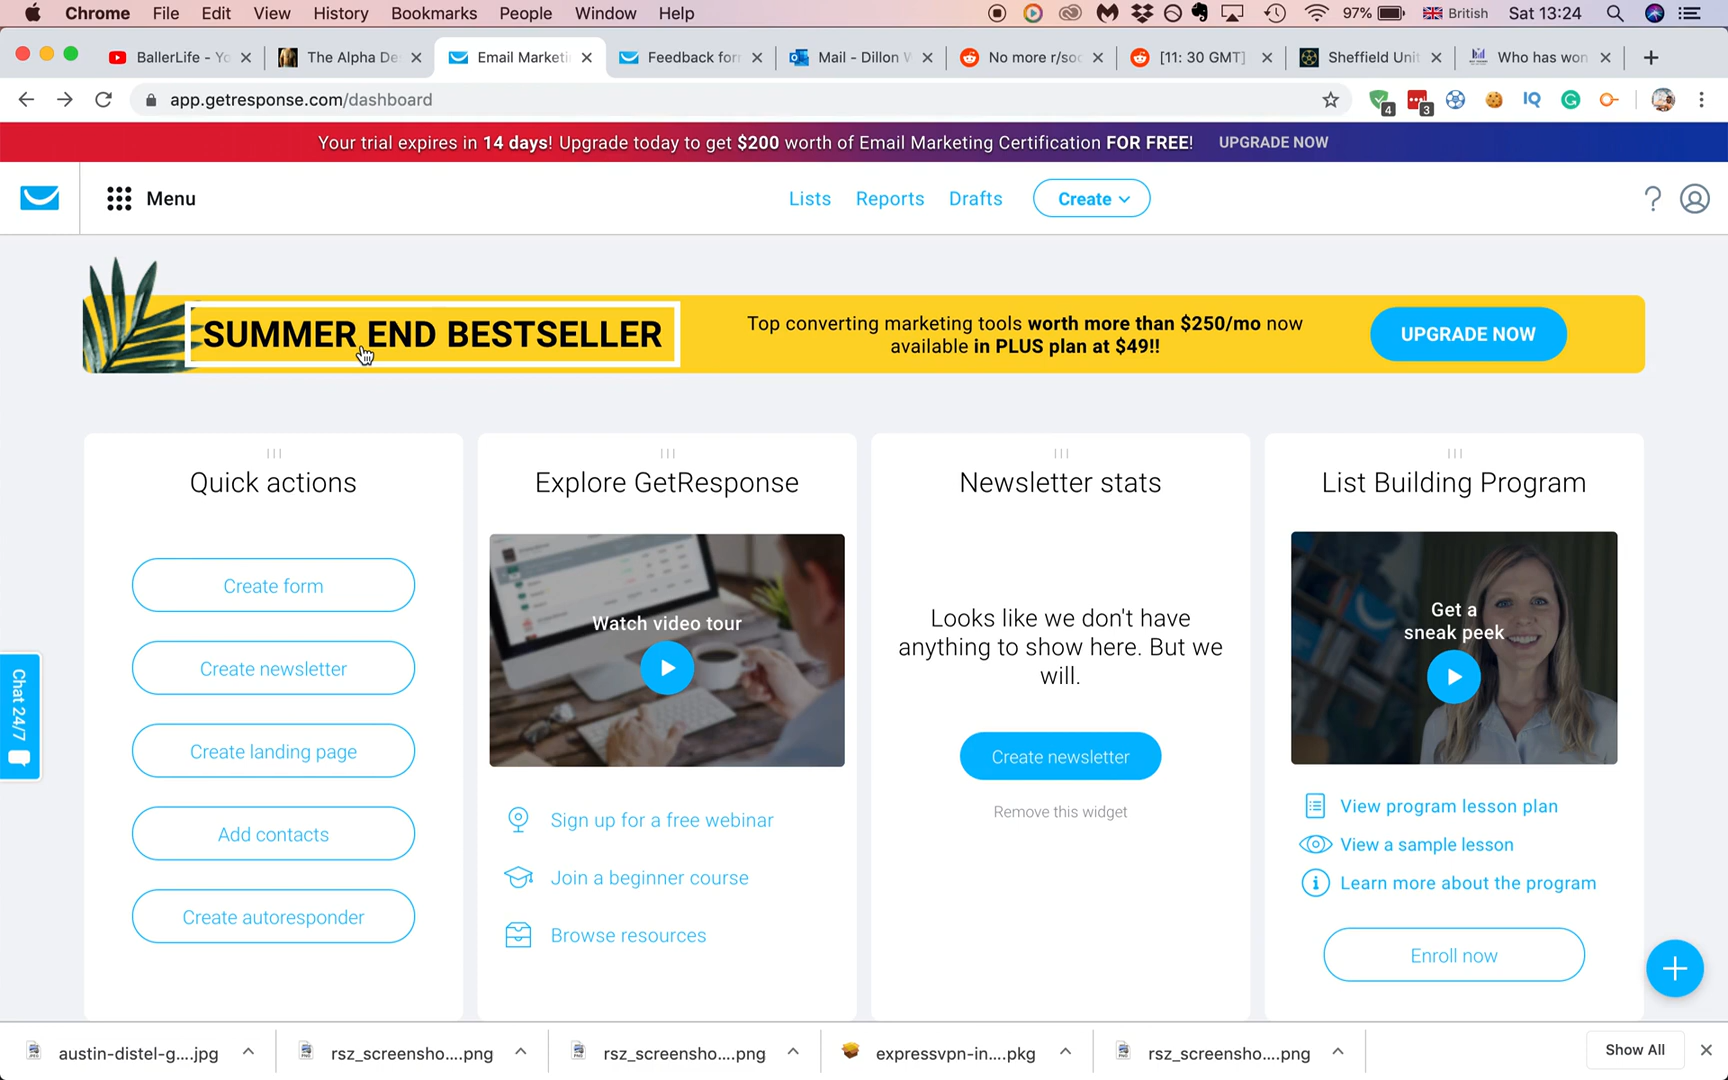 Chrome File Edit View History Bookmarks People Window Help 97% British Sat 13:24
BallerLife - Yo
The Alpha De
Email Marketi
Feedback for
Mail - Dillon W
No more r/soc
[11: 30 GMT]
Sheffield Unit
Who has won
app.getresponse.com/dashboard
4
3
IQ
Your trial expires in 14 days! Upgrade today to get $200 worth of Email Marketing Certification FOR FREE! UPGRADE NOW
Menu
Lists Reports Drafts Create
?
SUMMER END BESTSELLER
Top converting marketing tools worth more than $250/mo now
available in PLUS plan at $49!!
UPGRADE NOW
Quick actions
Create form
Create newsletter
Create landing page
Add contacts
Create autoresponder
Explore GetResponse
Watch video tour
Sign up for a free webinar
Join a beginner course
Browse resources
Newsletter stats
Looks like we don't have
anything to show here. But we
will.
Create newsletter
Remove this widget
List Building Program
Get a
sneak peek
View program lesson plan
View a sample lesson
Learn more about the program
Enroll now
Chat 24/7
austin-distel-g....jpg
rsz_screensho....png
rsz_screensho....png
expressvpn-in....pkg
rsz_screensho....png
Show All